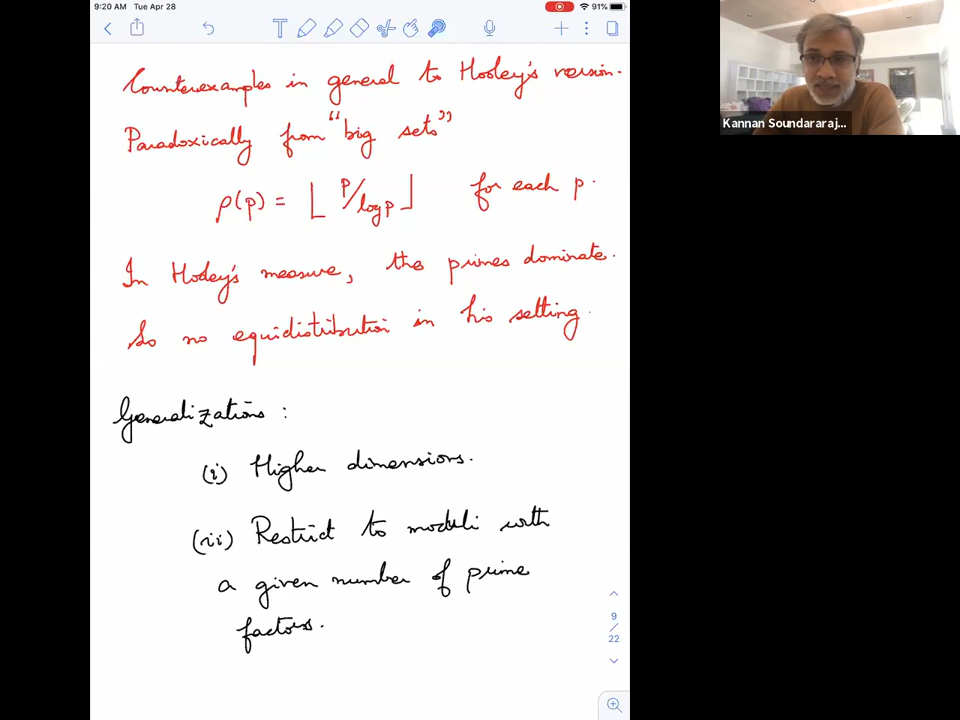 9:20 AM Tue Apr 28
91%
Counterexamples in general to Hooley's version.
Paradoxically from "big sets"
ρ(p) = ⌊ p/log p ⌋ for each p.
In Hooley's measure, the primes dominate.
So no equidistribution in his setting.
Generalizations :
(i) Higher dimensions.
(ii) Restrict to moduli with
a given number of prime
factors.
9
/
22
Kannan Soundararaj...